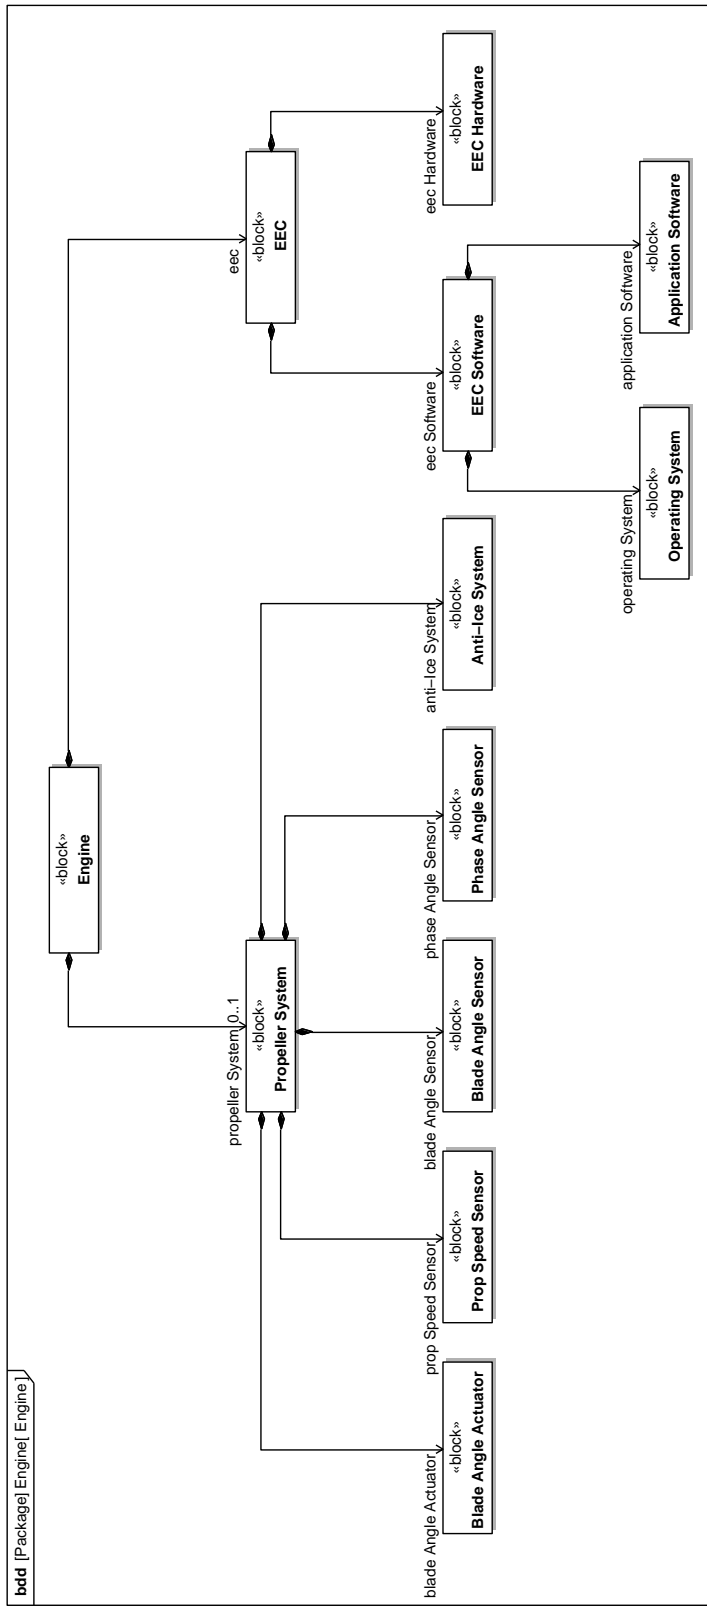 bdd [Package] Engine[ Engine]
«block»
Engine
propeller System 0..1
«block»
Propeller System
eec
«block»
EEC
blade Angle Actuator
«block»
Blade Angle Actuator
prop Speed Sensor
«block»
Prop Speed Sensor
blade Angle Sensor
«block»
Blade Angle Sensor
phase Angle Sensor
«block»
Phase Angle Sensor
anti–Ice System
«block»
Anti–Ice System
eec Software
«block»
EEC Software
eec Hardware
«block»
EEC Hardware
operating System
«block»
Operating System
application Software
«block»
Application Software